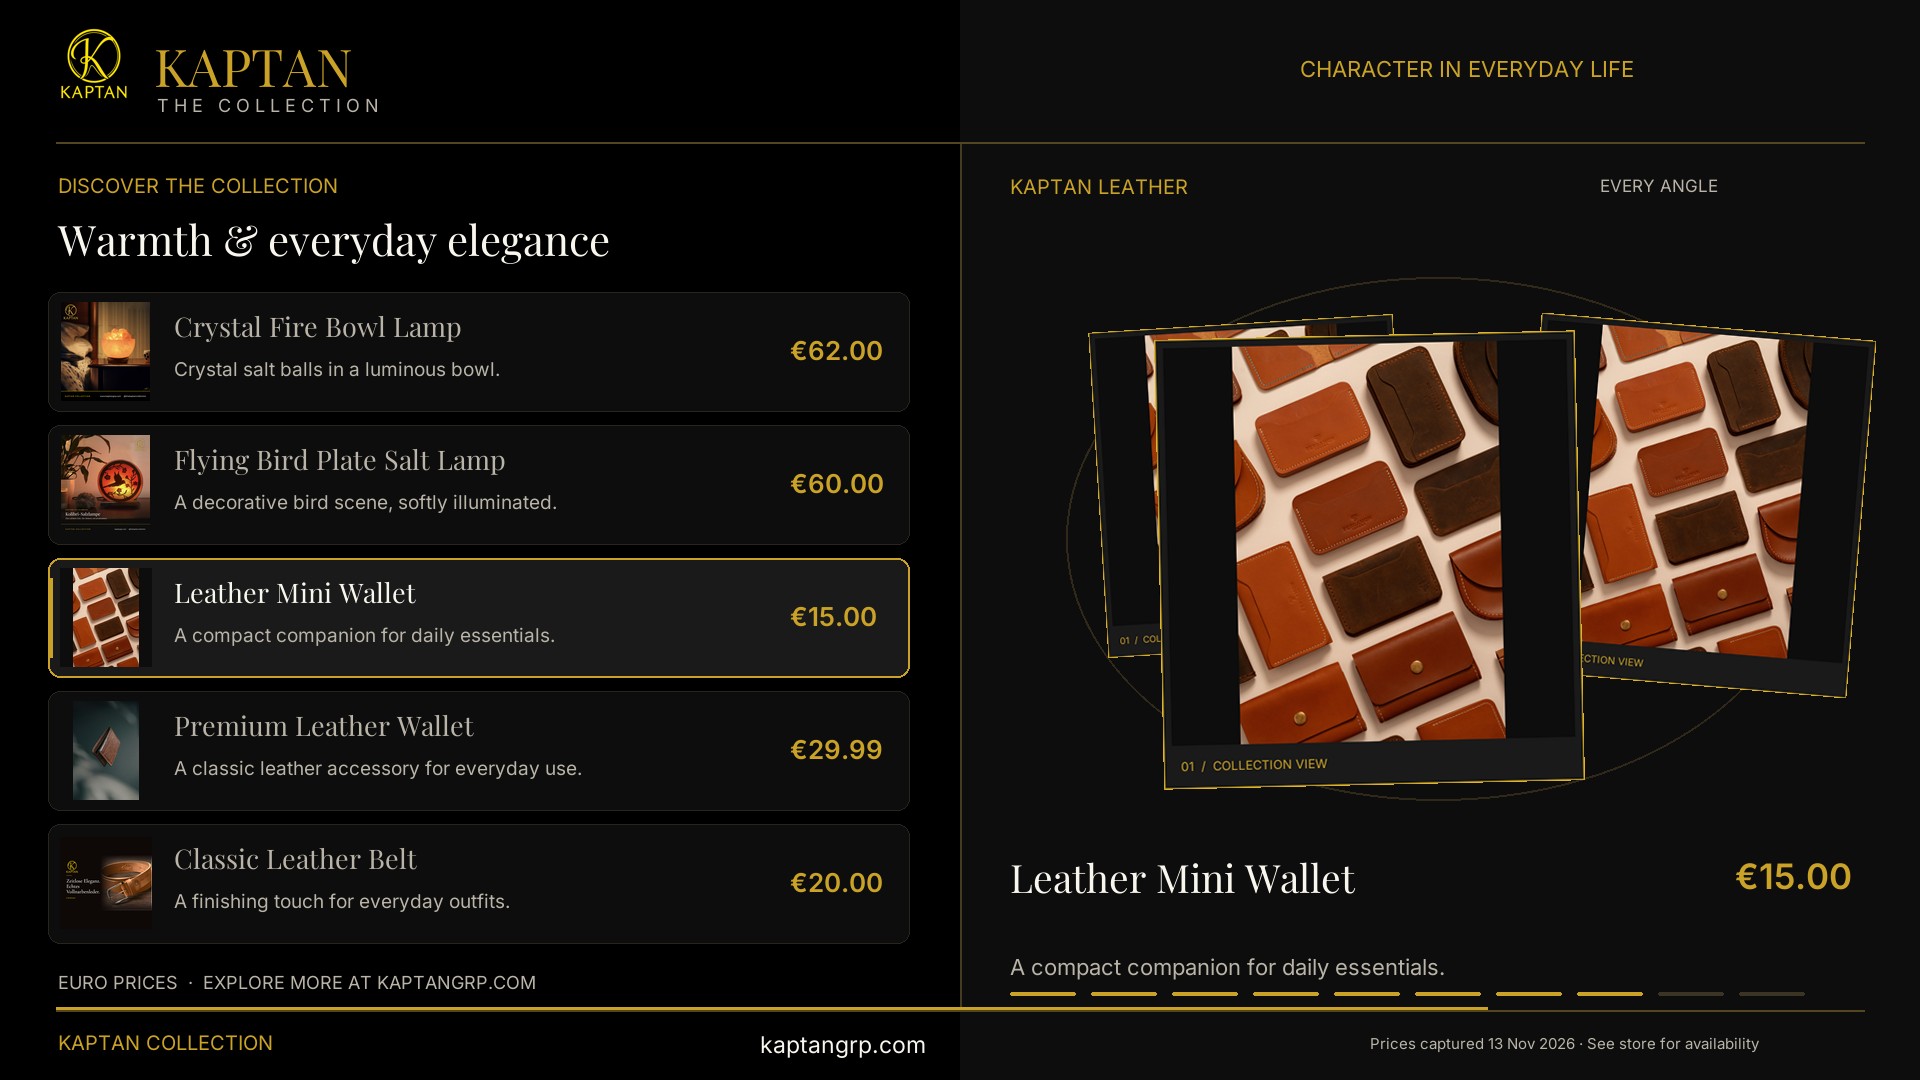 KAPTAN
KAPTAN
THE COLLECTION
CHARACTER IN EVERYDAY LIFE
DISCOVER THE COLLECTION
Warmth & everyday elegance
Crystal Fire Bowl Lamp
Crystal salt balls in a luminous bowl.
€62.00
Flying Bird Plate Salt Lamp
A decorative bird scene, softly illuminated.
€60.00
Leather Mini Wallet
A compact companion for daily essentials.
€15.00
Premium Leather Wallet
A classic leather accessory for everyday use.
€29.99
Classic Leather Belt
A finishing touch for everyday outfits.
€20.00
EURO PRICES · EXPLORE MORE AT KAPTANGRP.COM
KAPTAN LEATHER
EVERY ANGLE
01 / COL
CTION VIEW
01 / COLLECTION VIEW
Leather Mini Wallet
€15.00
A compact companion for daily essentials.
KAPTAN COLLECTION
kaptangrp.com
Prices captured 13 Nov 2026 · See store for availability